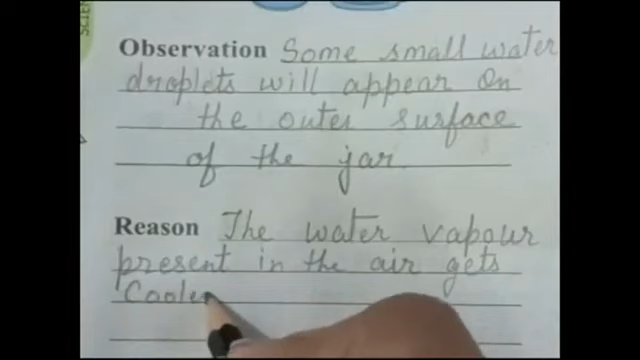 SCIEN
Observation Some small water
droplets will appear on
the outer surface
of the jar
Reason The water vapour
present in the air gets
Cooler